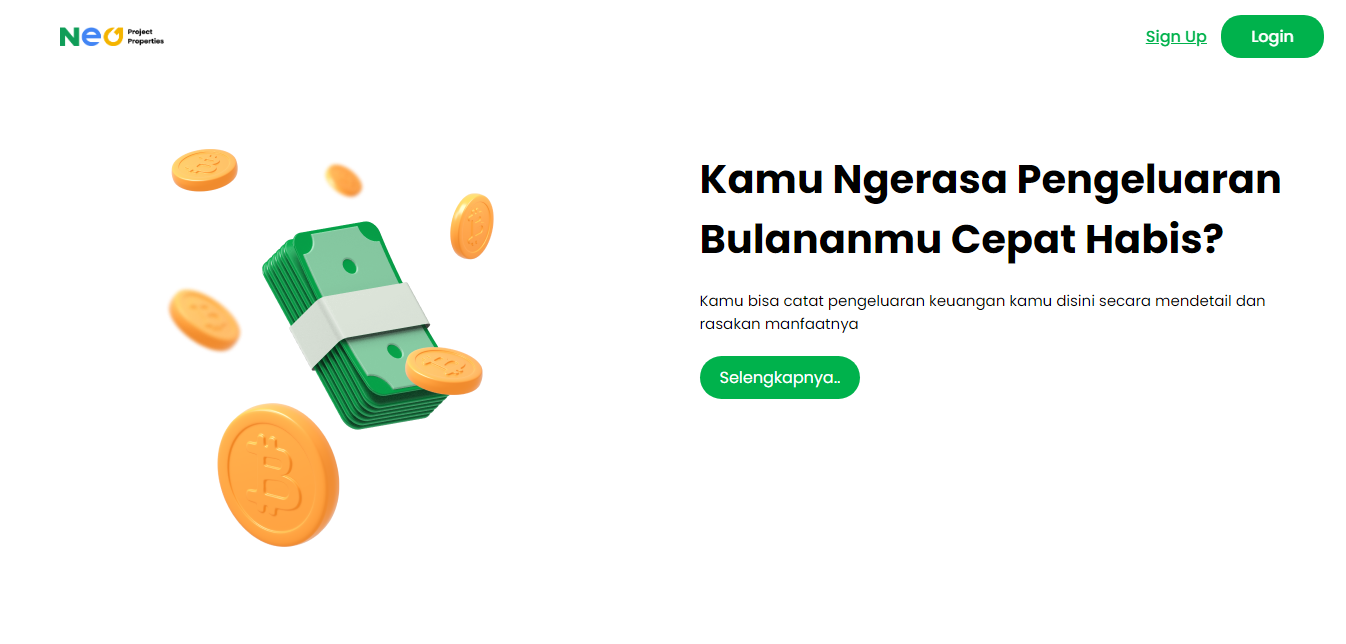 Neo Project
Properties
Sign Up
Login
Kamu Ngerasa Pengeluaran
Bulananmu Cepat Habis?
Kamu bisa catat pengeluaran keuangan kamu disini secara mendetail dan
rasakan manfaatnya
Selengkapnya..